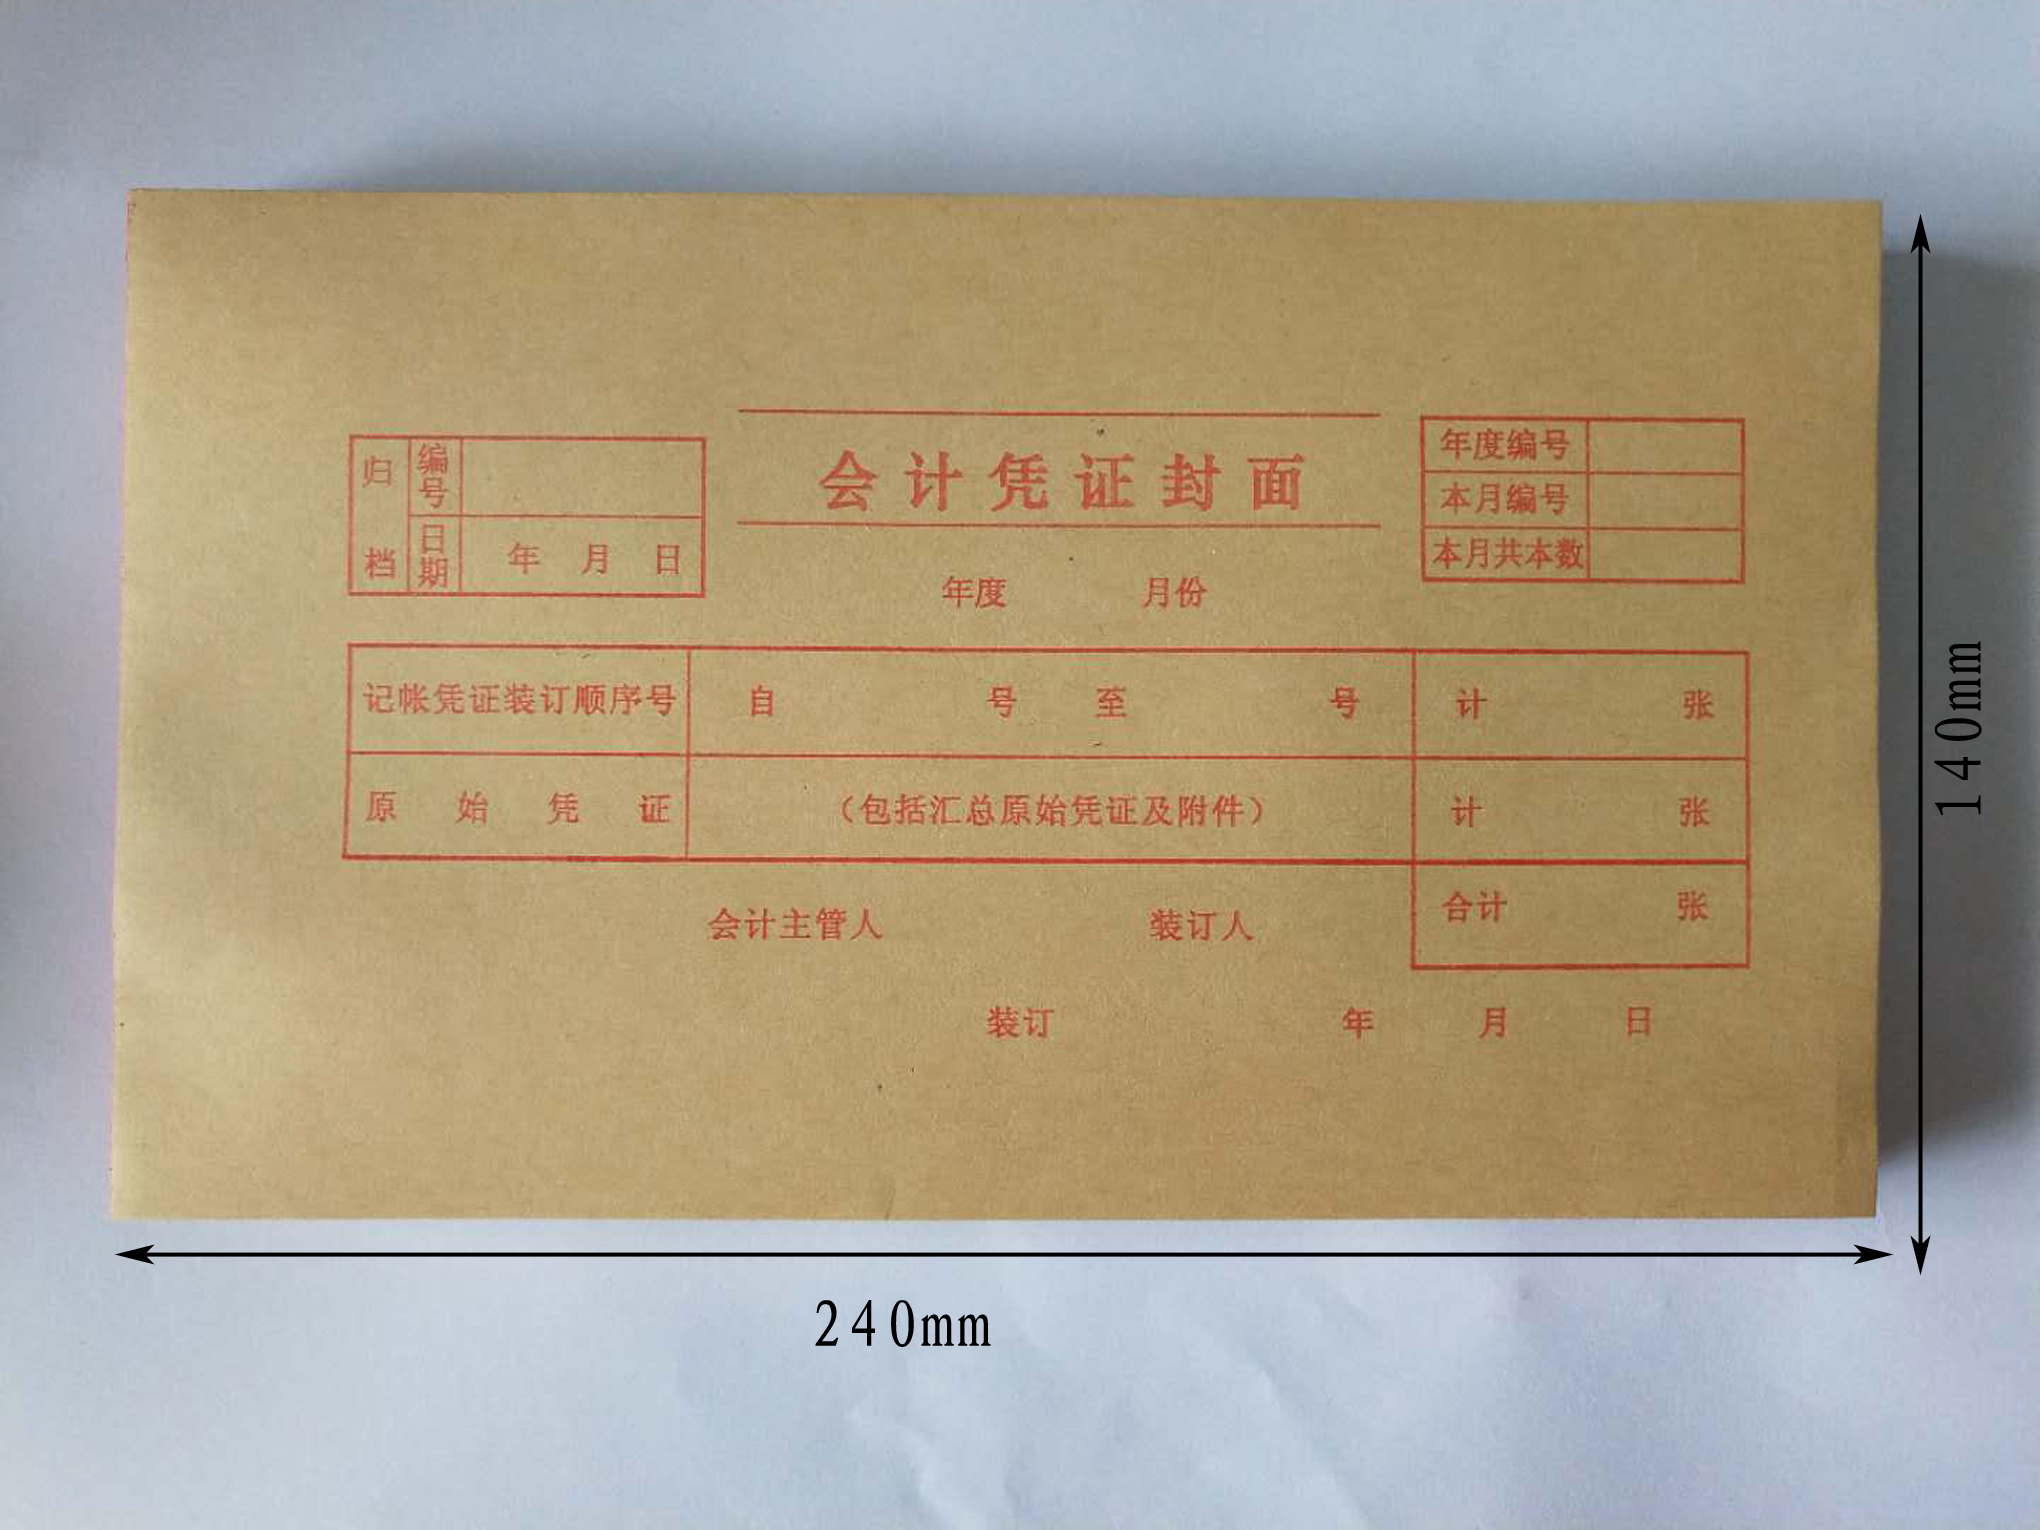 会计凭证封面
年度 月份
归档 编号
日期 年 月 日
年度编号
本月编号
本月共本数
记帐凭证装订顺序号 自 号 至 号 计 张
原始凭证 （包括汇总原始凭证及附件） 计 张
会计主管人 装订人 合计 张
装订 年 月 日
140mm
240mm